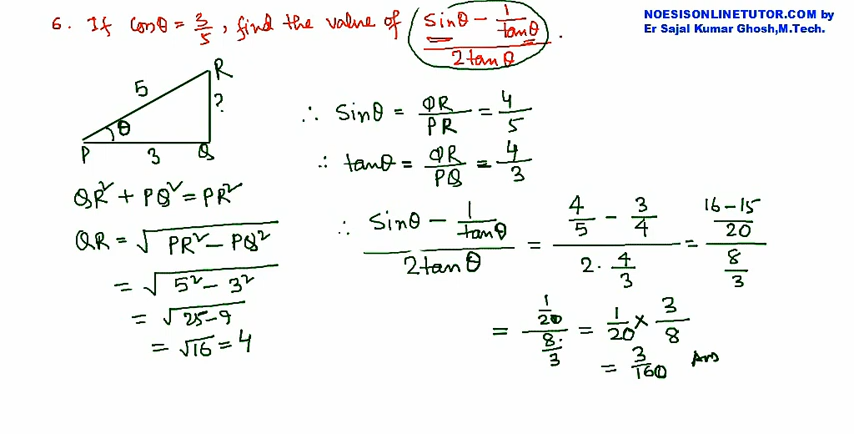 NOESISONLINETUTOR.COM by
Er Sajal Kumar Ghosh,M.Tech.
6. If cosθ = 3/5, find the value of (sinθ - 1/tanθ)/(2tanθ).
R
5
?
θ
P 3 Q
QR² + PQ² = PR²
QR = √(PR² - PQ²)
= √(5² - 3²)
= √(25-9)
= √16 = 4
∴ sinθ = QR/PR = 4/5
∴ tanθ = QR/PQ = 4/3
∴ (sinθ - 1/tanθ)/(2tanθ) = (4/5 - 3/4)/(2·4/3) = ((16-15)/20)/(8/3)
= (1/20)/(8/3) = 1/20 × 3/8
= 3/160 Ans